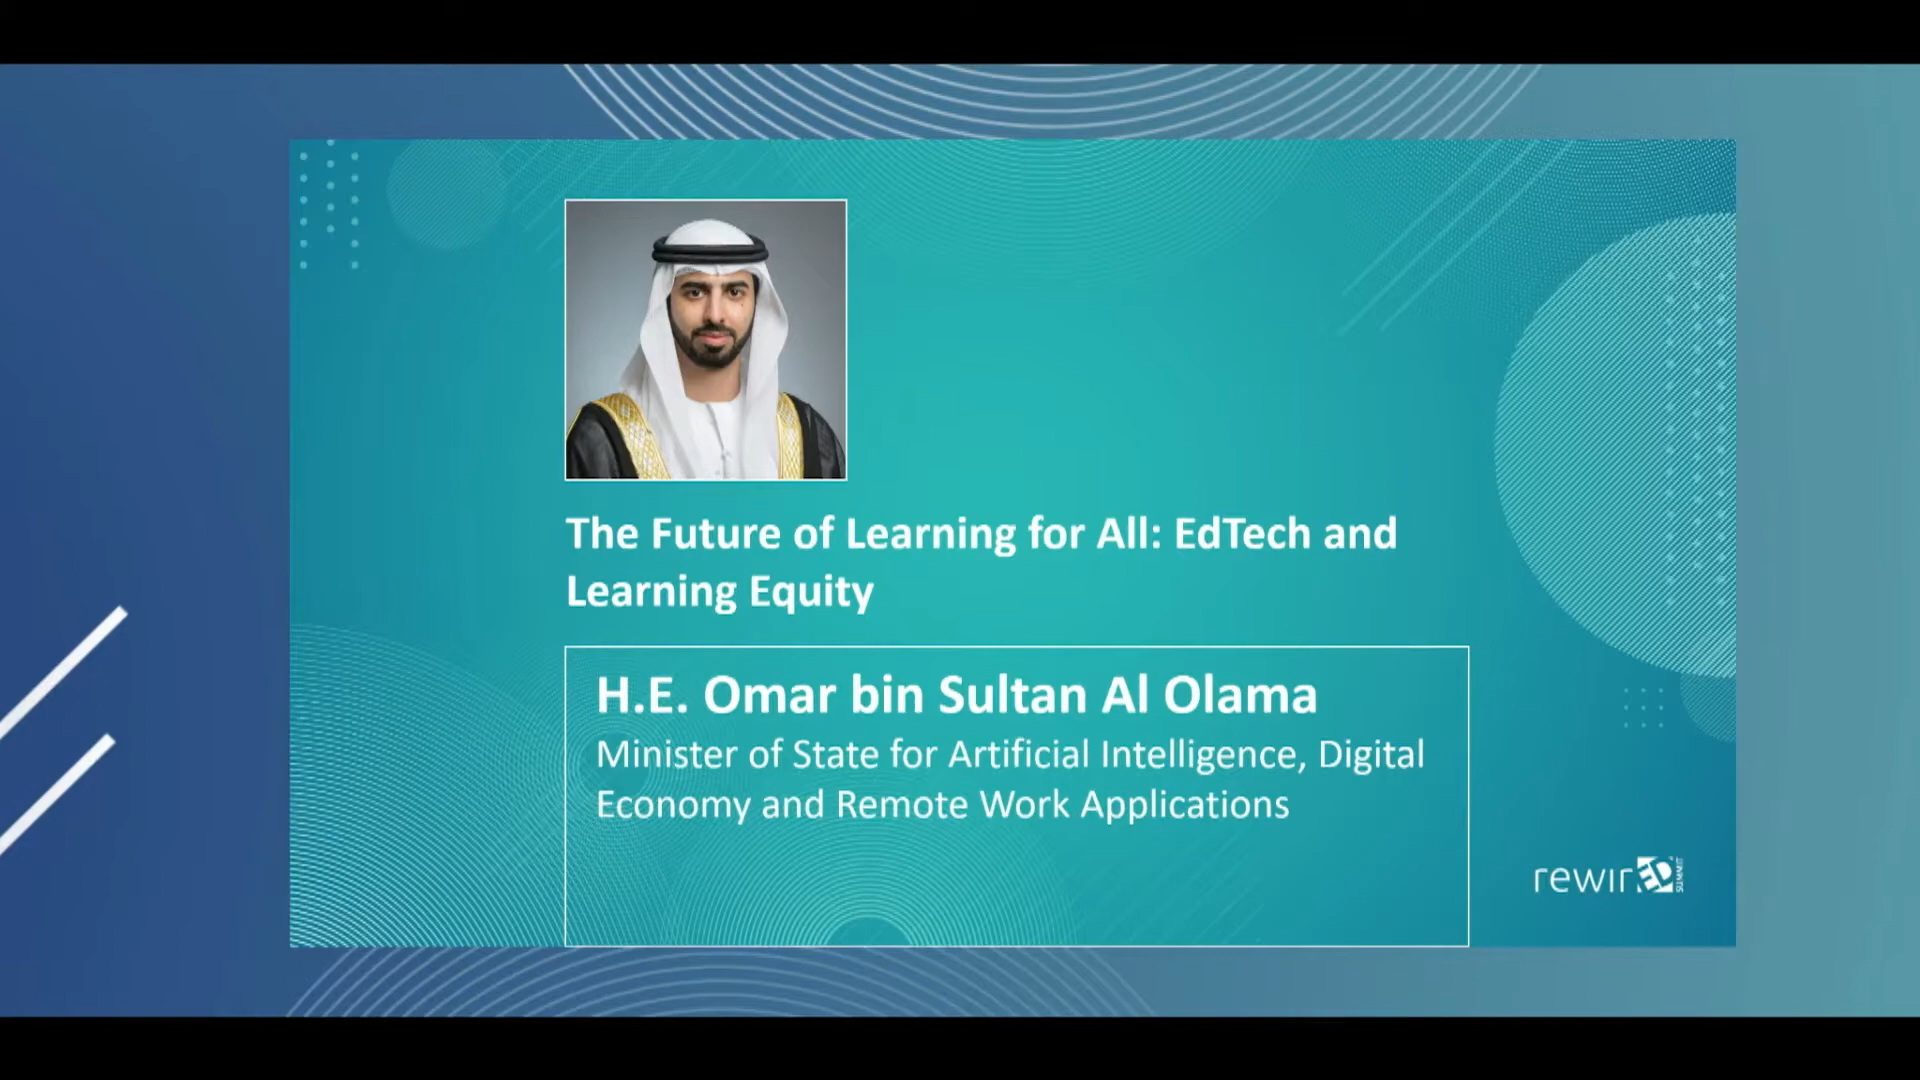 The Future of Learning for All: EdTech and
Learning Equity
H.E. Omar bin Sultan Al Olama
Minister of State for Artificial Intelligence, Digital
Economy and Remote Work Applications
rewirED SUMMIT